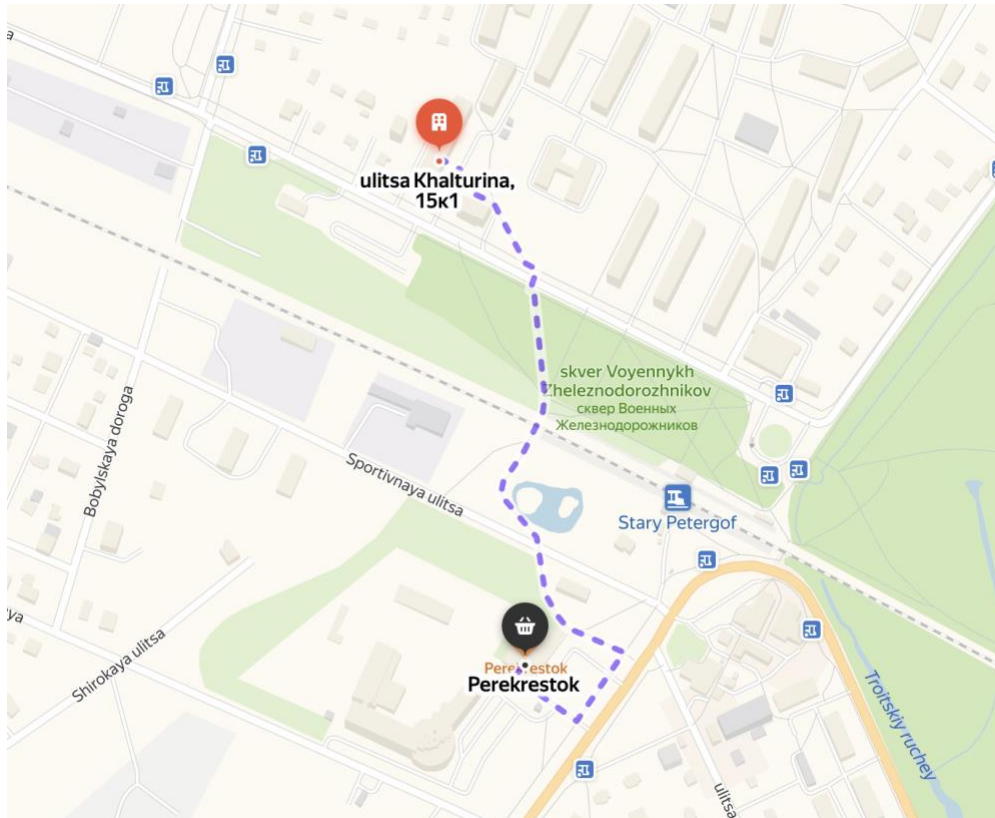 ulitsa Khalturina,
15к1
skver Voyennykh
Zheleznodorozhnikov
сквер Военных
Железнодорожников
Bobylskaya doroga
Sportivnaya ulitsa
Stary Petergof
Shirokaya ulitsa
Perekrestok
Perekrestok
Troitskiy ruchey
ulitsa